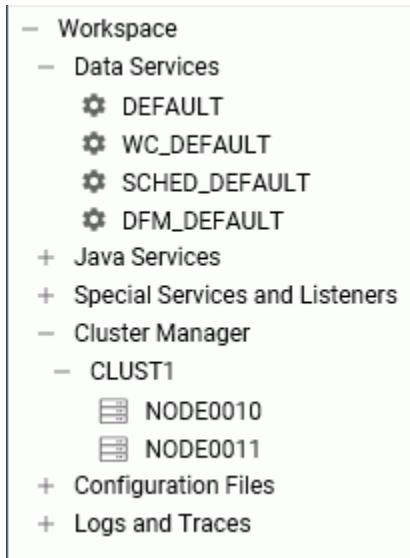 Workspace
Data Services
DEFAULT
WC_DEFAULT
SCHED_DEFAULT
DFM_DEFAULT
Java Services
Special Services and Listeners
Cluster Manager
CLUST1
NODE0010
NODE0011
Configuration Files
Logs and Traces